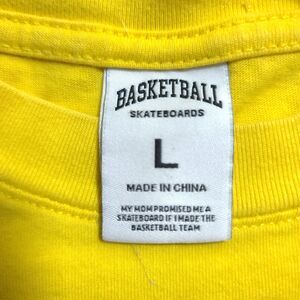 BASKETBALL
SKATEBOARDS
L
MADE IN CHINA
MY MOM PROMISED ME A
SKATEBOARD IF I MADE THE
BASKETBALL TEAM